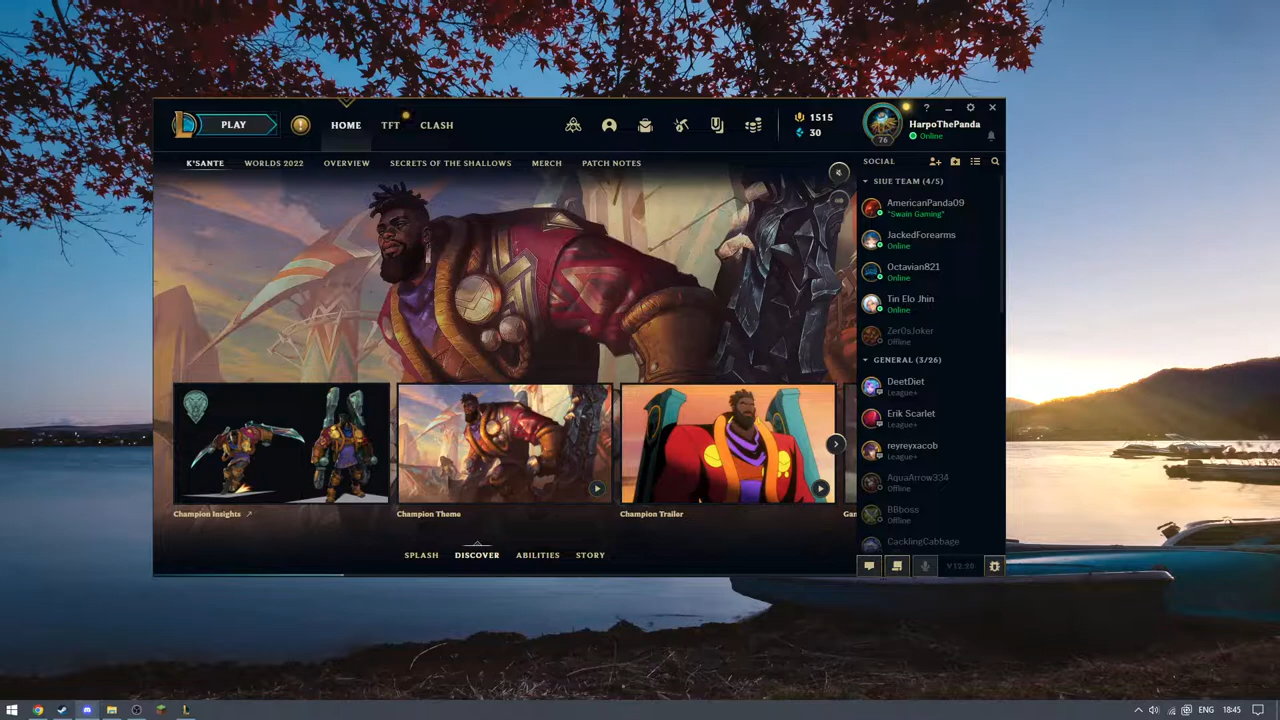 PLAY
HOME
TFT
CLASH
1515
30
76
HarpoThePanda
Online
K'SANTE
WORLDS 2022
OVERVIEW
SECRETS OF THE SHALLOWS
MERCH
PATCH NOTES
SOCIAL
SIUE TEAM (4/5)
AmericanPanda09
"Swain Gaming"
JackedForearms
Online
Octavian821
Online
Tin Elo Jhin
Online
Zer0sJoker
Offline
GENERAL (3/26)
DeetDiet
League+
Erik Scarlet
League+
reyreyxacob
League+
AquaArrow334
Offline
BBboss
Offline
CacklingCabbage
Champion Insights
Champion Theme
Champion Trailer
SPLASH
DISCOVER
ABILITIES
STORY
V12.20
ENG
18:45